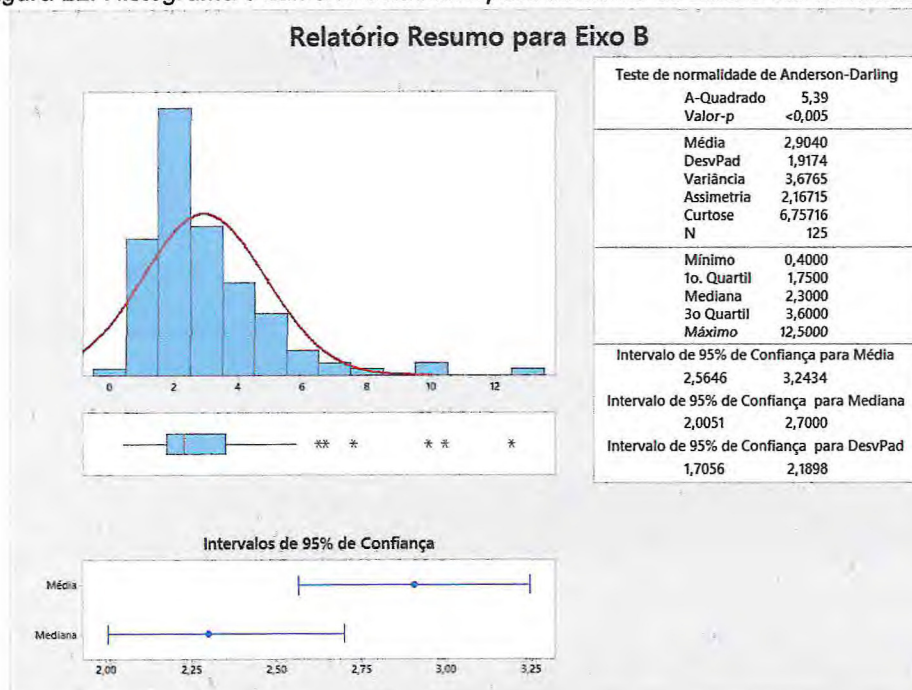 Relatório Resumo para Eixo B
Teste de normalidade de Anderson-Darling
A-Quadrado 5,39
Valor-p <0,005
Média 2,9040
DesvPad 1,9174
Variância 3,6765
Assimetria 2,16715
Curtose 6,75716
N 125
Mínimo 0,4000
1o. Quartil 1,7500
Mediana 2,3000
3o Quartil 3,6000
Máximo 12,5000
Intervalo de 95% de Confiança para Média
2,5646 3,2434
Intervalo de 95% de Confiança para Mediana
2,0051 2,7000
Intervalo de 95% de Confiança para DesvPad
1,7056 2,1898
0 2 4 6 8 10 12
** * * * *
Intervalos de 95% de Confiança
Média
Mediana
2,00 2,25 2,50 2,75 3,00 3,25